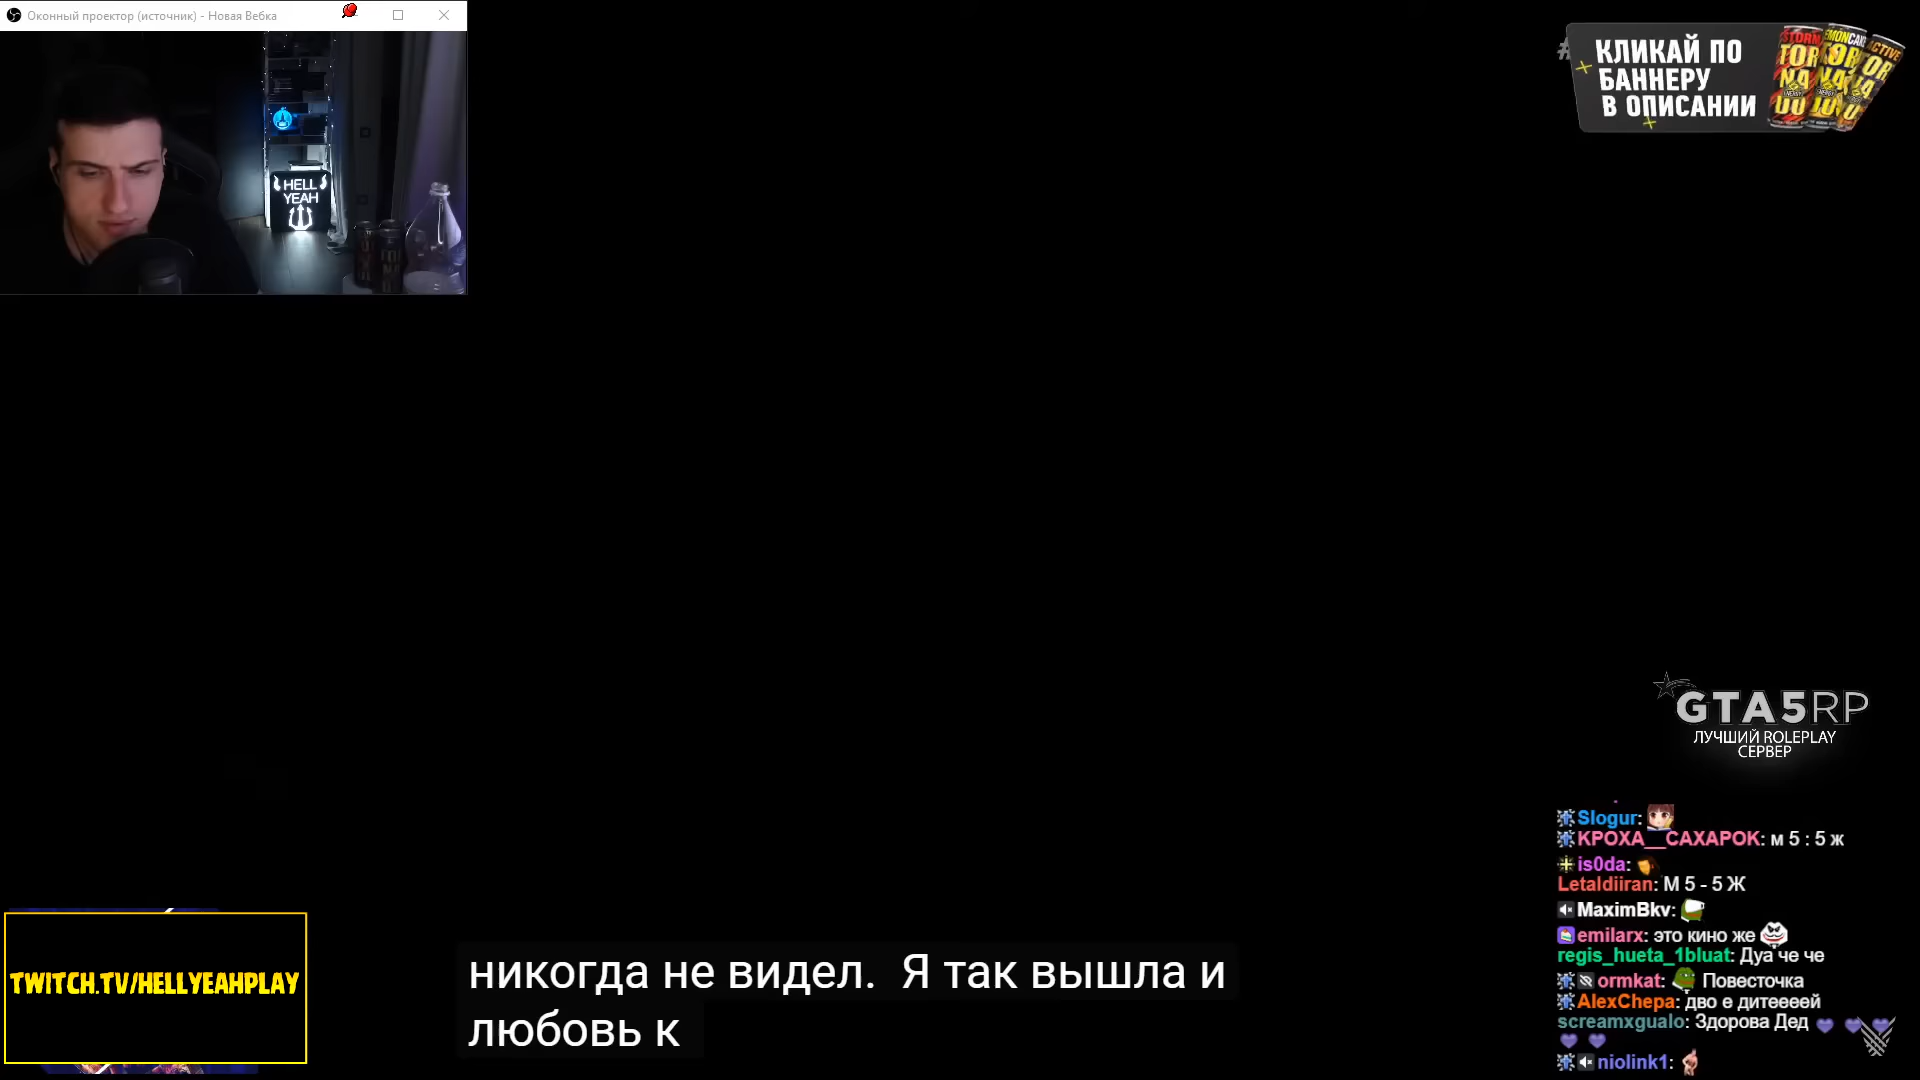 Оконный проектор (источник) - Новая Вебка
HELL
YEAH
КЛИКАЙ ПО
БАННЕРУ
В ОПИСАНИИ
GTA5RP
ЛУЧШИЙ ROLEPLAY
СЕРВЕР
Slogur:
KPOXA__CAXAPOK: м 5 : 5 ж
is0da:
Letaldiiran: М 5 - 5 Ж
MaximBkv:
emilarx: это кино же
regis_hueta_1bluat: Дуа че че
ormkat: Повесточка
AlexChepa: дво е дитеееей
screamxgualo: Здорова Дед
niolink1:
TWITCH.TV/HELLYEAHPLAY
никогда не видел. Я так вышла и
любовь к